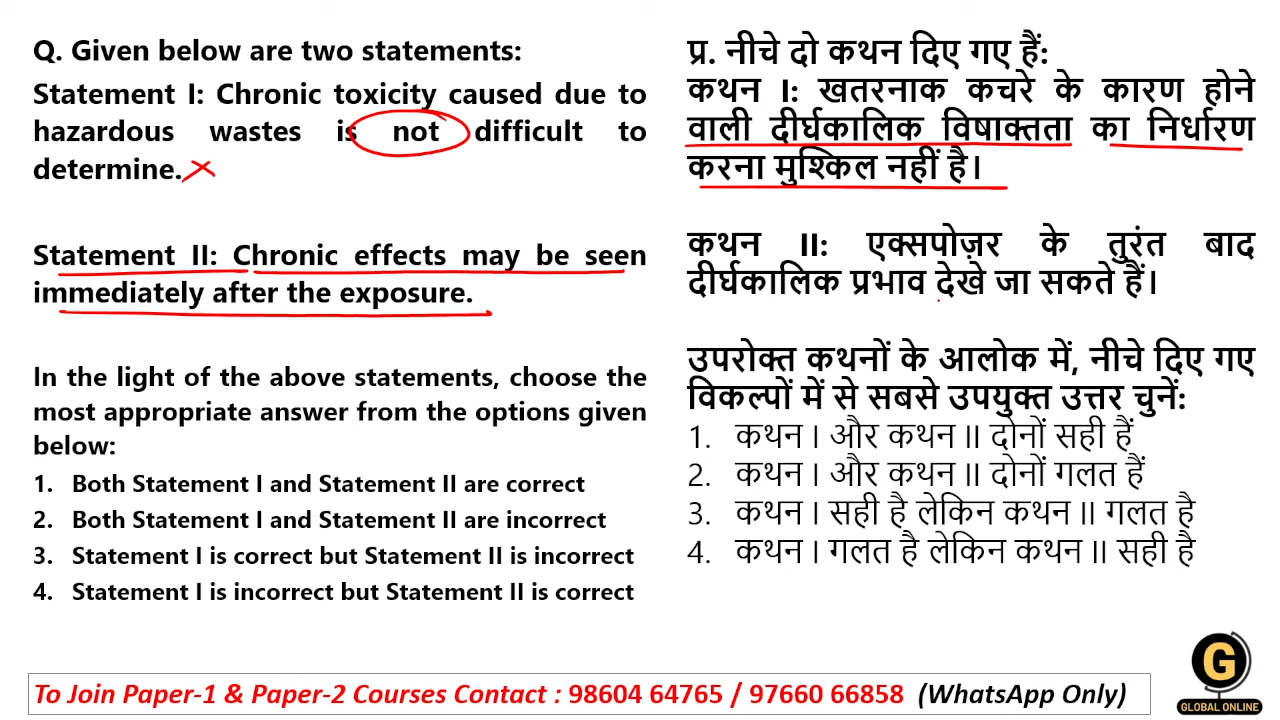 Q. Given below are two statements:
Statement I: Chronic toxicity caused due to
hazardous wastes is not difficult to
determine.
Statement II: Chronic effects may be seen
immediately after the exposure.
In the light of the above statements, choose the
most appropriate answer from the options given
below:
1. Both Statement I and Statement II are correct
2. Both Statement I and Statement II are incorrect
3. Statement I is correct but Statement II is incorrect
4. Statement I is incorrect but Statement II is correct
प्र. नीचे दो कथन दिए गए हैं:
कथन I: खतरनाक कचरे के कारण होने
वाली दीर्घकालिक विषाक्तता का निर्धारण
करना मुश्किल नहीं है।
कथन II: एक्सपोज़र के तुरंत बाद
दीर्घकालिक प्रभाव देखे जा सकते हैं।
उपरोक्त कथनों के आलोक में, नीचे दिए गए
विकल्पों में से सबसे उपयुक्त उत्तर चुनें:
1. कथन I और कथन II दोनों सही हैं
2. कथन I और कथन II दोनों गलत हैं
3. कथन I सही है लेकिन कथन II गलत है
4. कथन I गलत है लेकिन कथन II सही है
To Join Paper-1 & Paper-2 Courses Contact : 98604 64765 / 97660 66858 (WhatsApp Only)
G
GLOBAL ONLINE